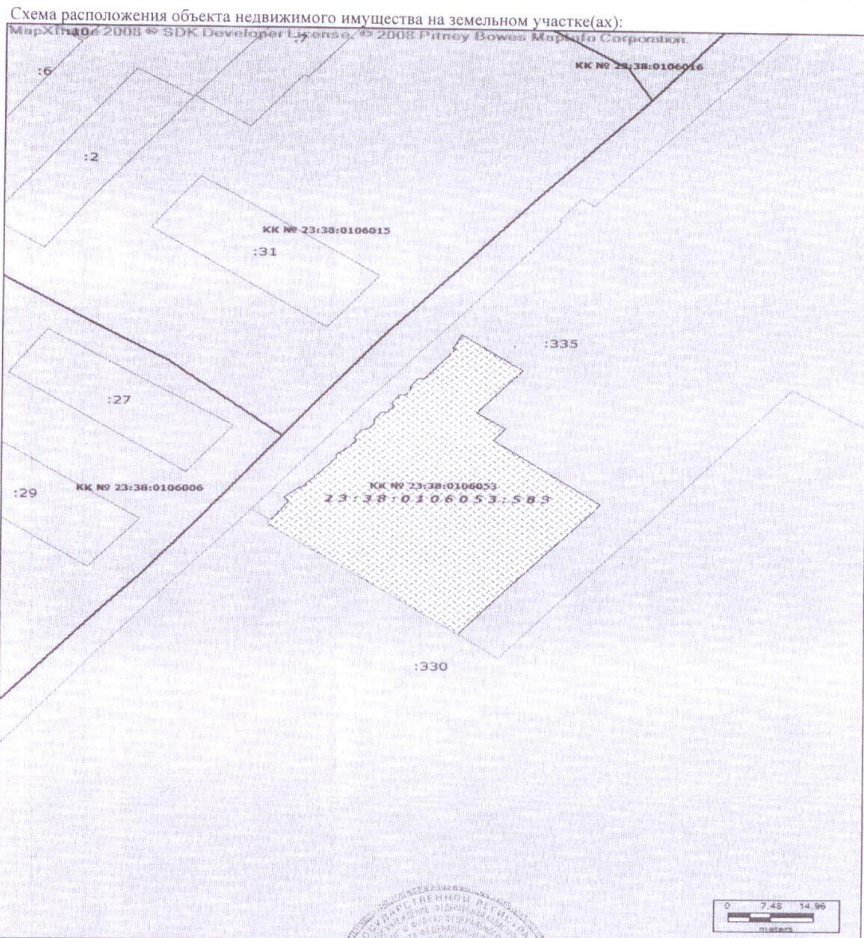 Схема расположения объекта недвижимого имущества на земельном участке(ах):
MapXtreme 2008 ® SDK Developer License. © 2008 Pitney Bowes MapInfo Corporation.
:10
:7
КК № 23:38:0106016
:6
:2
КК № 23:38:0106015
:31
:335
:27
КК № 23:38:0106053
23:38:0106053:583
КК № 23:38:0106006
:29
:330
0 7.48 14.96
meters